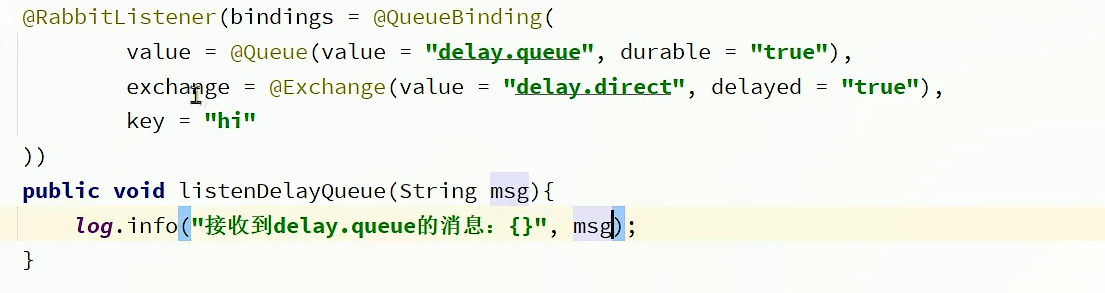 @RabbitListener(bindings = @QueueBinding(
        value = @Queue(value = "delay.queue", durable = "true"),
        exchange = @Exchange(value = "delay.direct", delayed = "true"),
        key = "hi"
))
public void listenDelayQueue(String msg){
    log.info("接收到delay.queue的消息：{}", msg);
}